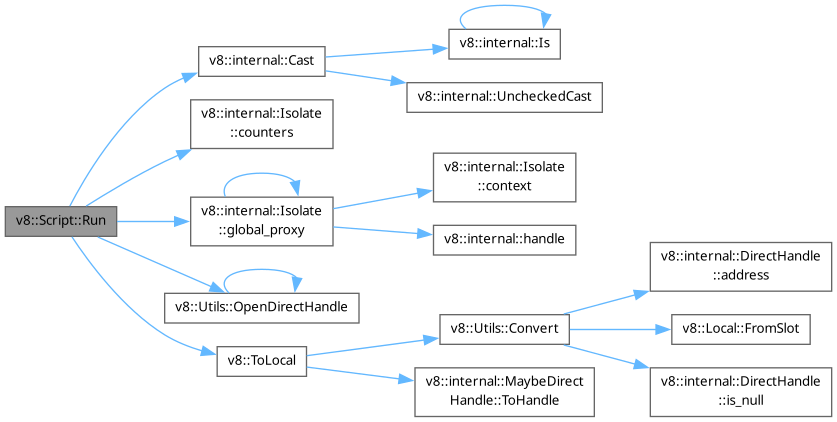 v8::Script::Run
v8::internal::Cast
v8::internal::Is
v8::internal::UncheckedCast
v8::internal::Isolate
::counters
v8::internal::Isolate
::global_proxy
v8::internal::Isolate
::context
v8::internal::handle
v8::Utils::OpenDirectHandle
v8::ToLocal
v8::Utils::Convert
v8::internal::DirectHandle
::address
v8::Local::FromSlot
v8::internal::DirectHandle
::is_null
v8::internal::MaybeDirect
Handle::ToHandle